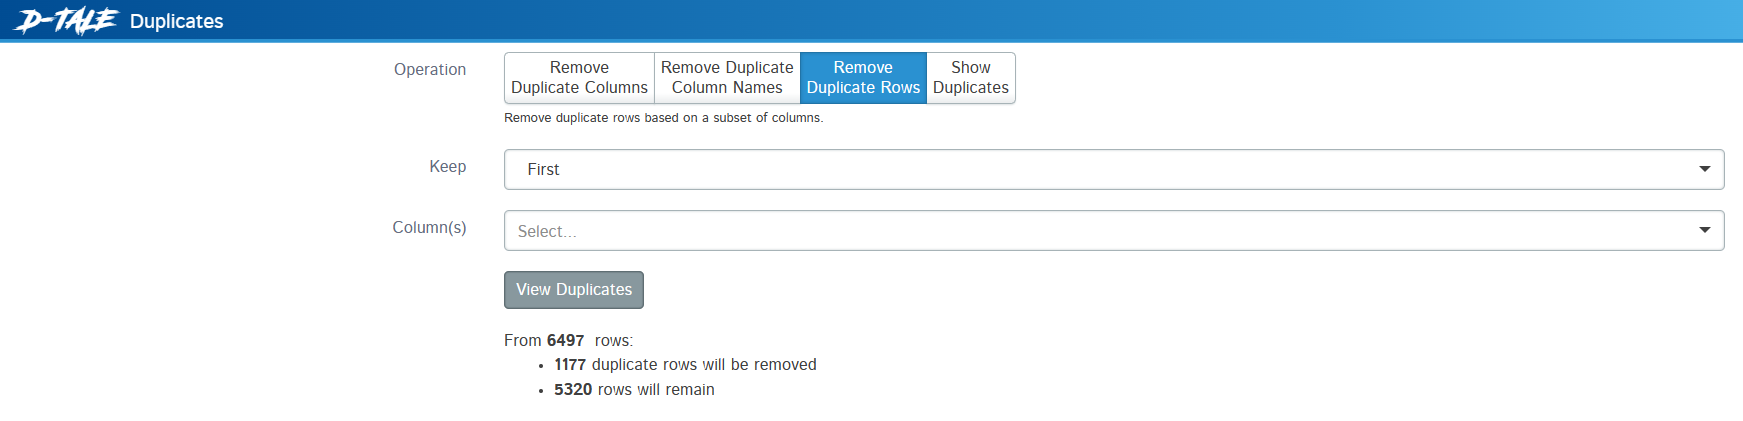 D-TALE Duplicates
Operation
Remove Duplicate Columns
Remove Duplicate Column Names
Remove Duplicate Rows
Show Duplicates
Remove duplicate rows based on a subset of columns.
Keep
First
Column(s)
Select...
View Duplicates
From 6497 rows:
• 1177 duplicate rows will be removed
• 5320 rows will remain